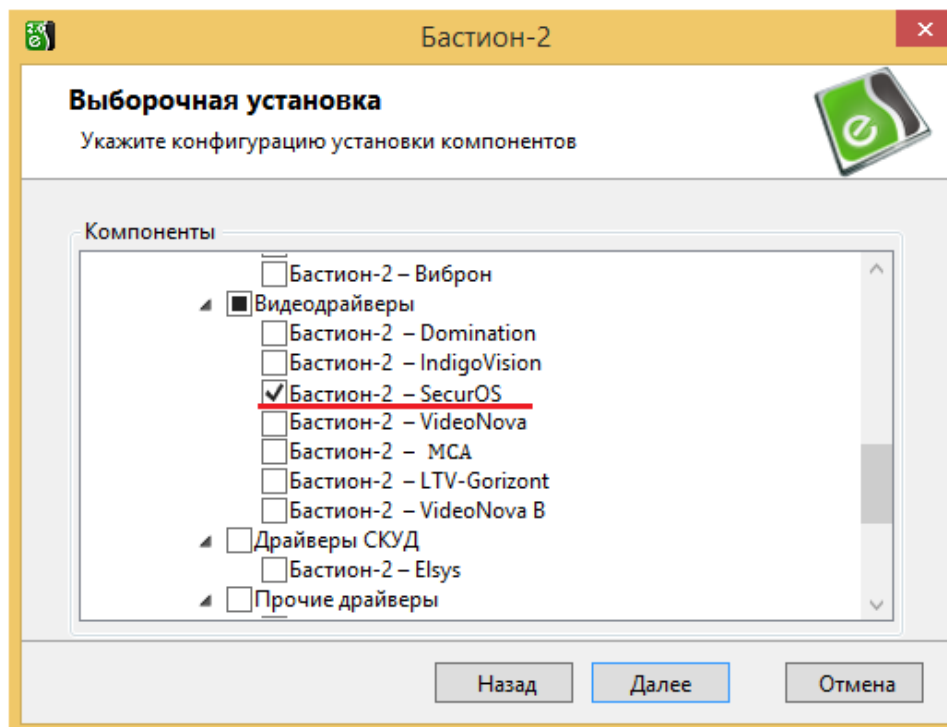 Бастион-2
Выборочная установка
Укажите конфигурацию установки компонентов
Компоненты
Бастион-2 – Виброн
Видеодрайверы
Бастион-2 – Domination
Бастион-2 – IndigoVision
Бастион-2 – SecurOS
Бастион-2 – VideoNova
Бастион-2 – МСА
Бастион-2 – LTV-Gorizont
Бастион-2 – VideoNova B
Драйверы СКУД
Бастион-2 – Elsys
Прочие драйверы
Назад Далее Отмена